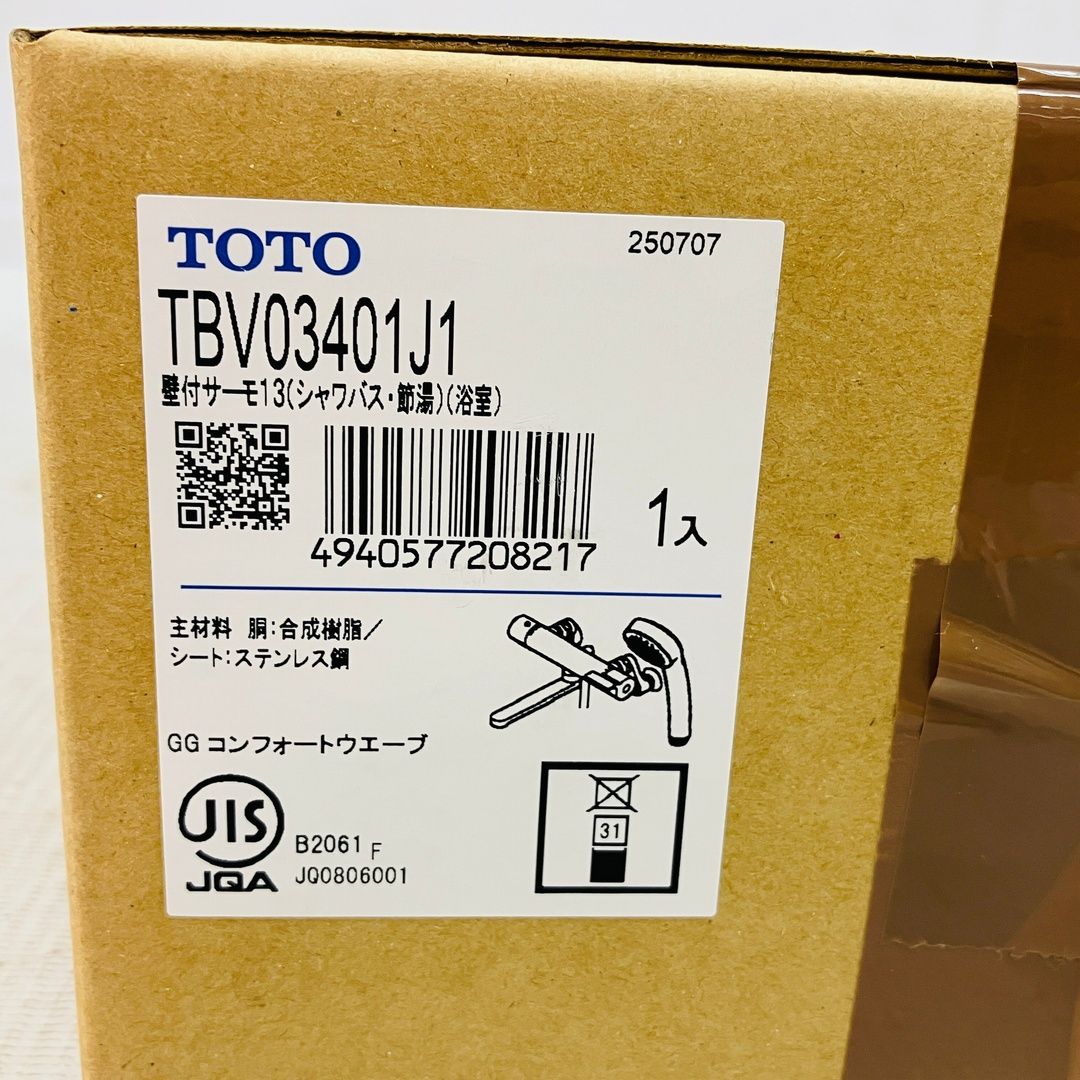 TOTO
250707
TBV03401J1
壁付サーモ13(シャワバス・節湯)(浴室)
4940577208217
1入
主材料 胴:合成樹脂/
シート:ステンレス鋼
GG コンフォートウエーブ
JIS
JQA
B2061 F
JQ0806001
31